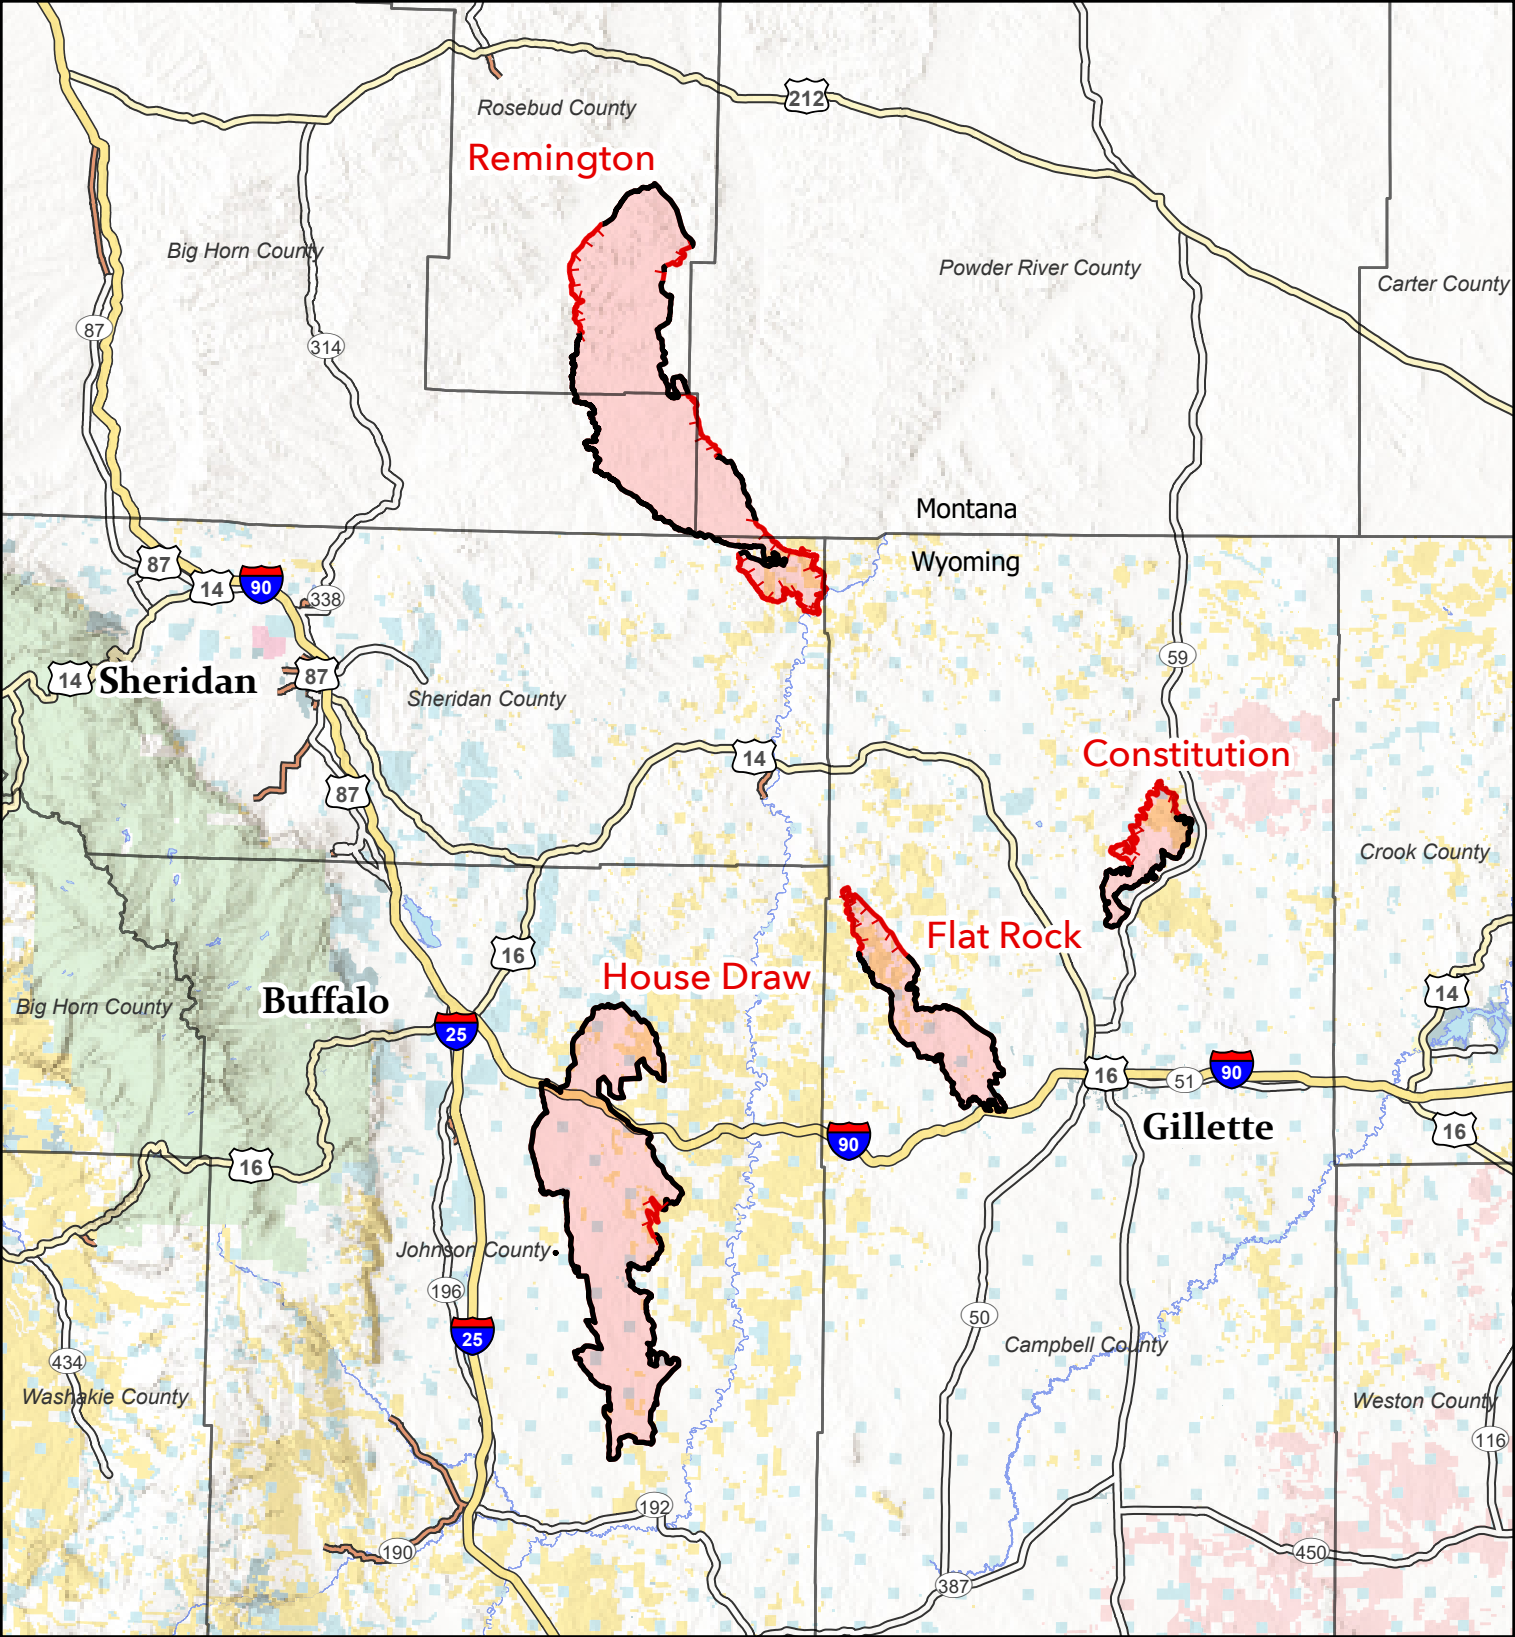 212
Rosebud County
Remington
Big Horn County
Powder River County
Carter County
87
314
Montana
Wyoming
87
14
90
338
59
14
Sheridan
87
Sheridan County
Constitution
14
87
Crook County
Flat Rock
16
House Draw
Buffalo
Big Horn County
14
25
16
51
90
90
Gillette
16
16
Johnson County
196
50
25
Campbell County
434
Washakie County
Weston County
116
192
190
450
387